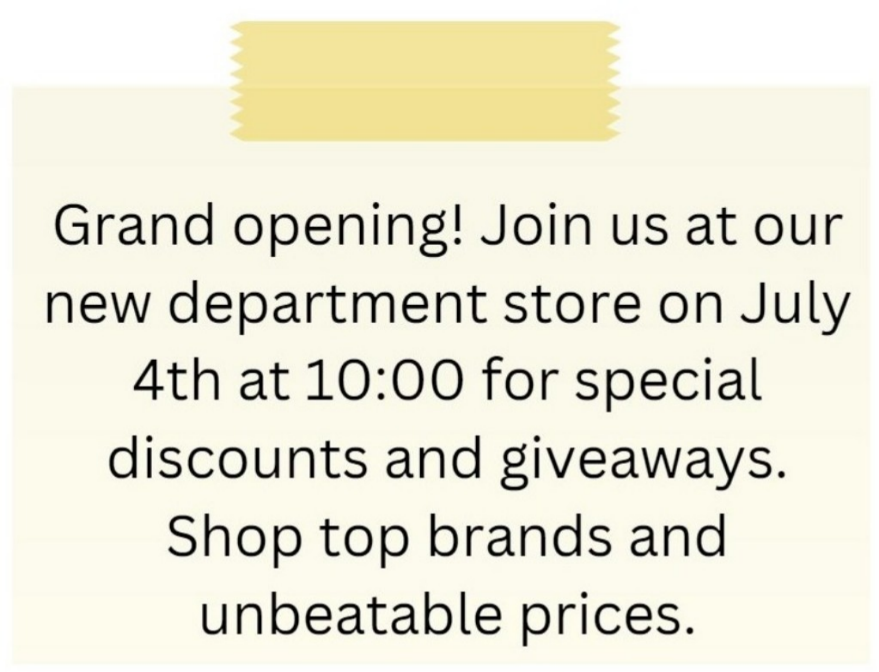 Grand opening! Join us at our
new department store on July
4th at 10:00 for special
discounts and giveaways.
Shop top brands and
unbeatable prices.